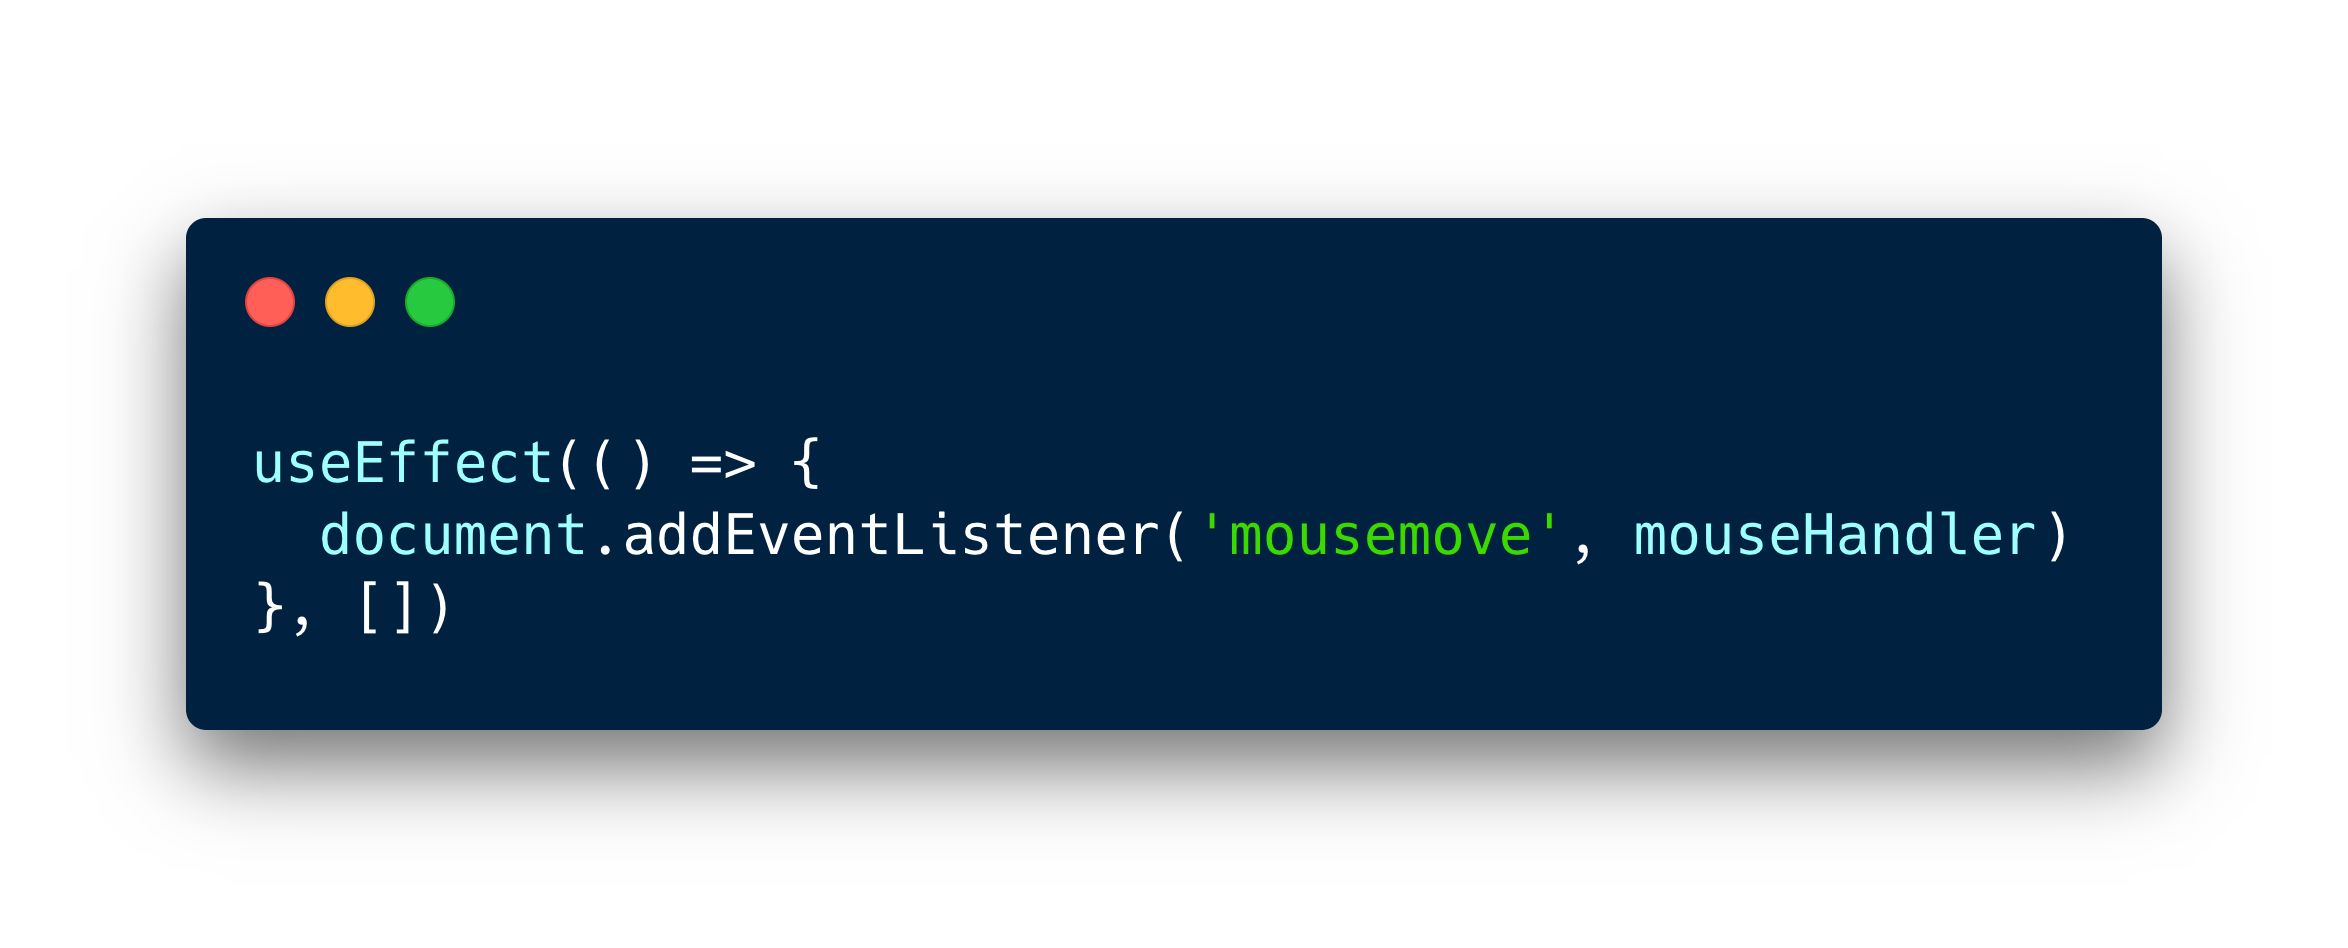 useEffect(() => {
  document.addEventListener('mousemove', mouseHandler)
}, [])